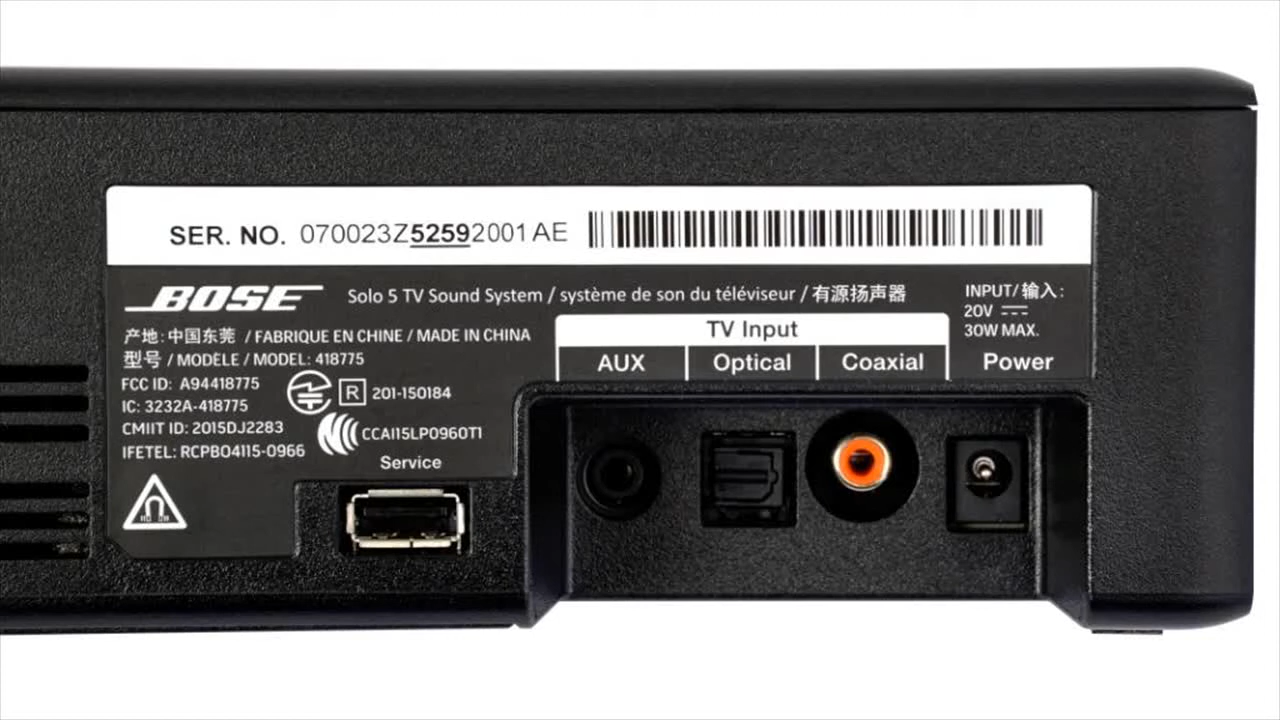 SER. NO. 070023Z52592001AE
BOSE Solo 5 TV Sound System / système de son du téléviseur / 有源扬声器
产地: 中国东莞 / FABRIQUE EN CHINE / MADE IN CHINA
型号 / MODÈLE / MODEL: 418775
FCC ID: A94418775
IC: 3232A-418775
CMIIT ID: 2015DJ2283
IFETEL: RCPBO4115-0966
R 201-150184
CCAI15LP0960T1
Service
TV Input
AUX Optical Coaxial
INPUT/输入:
20V
30W MAX.
Power